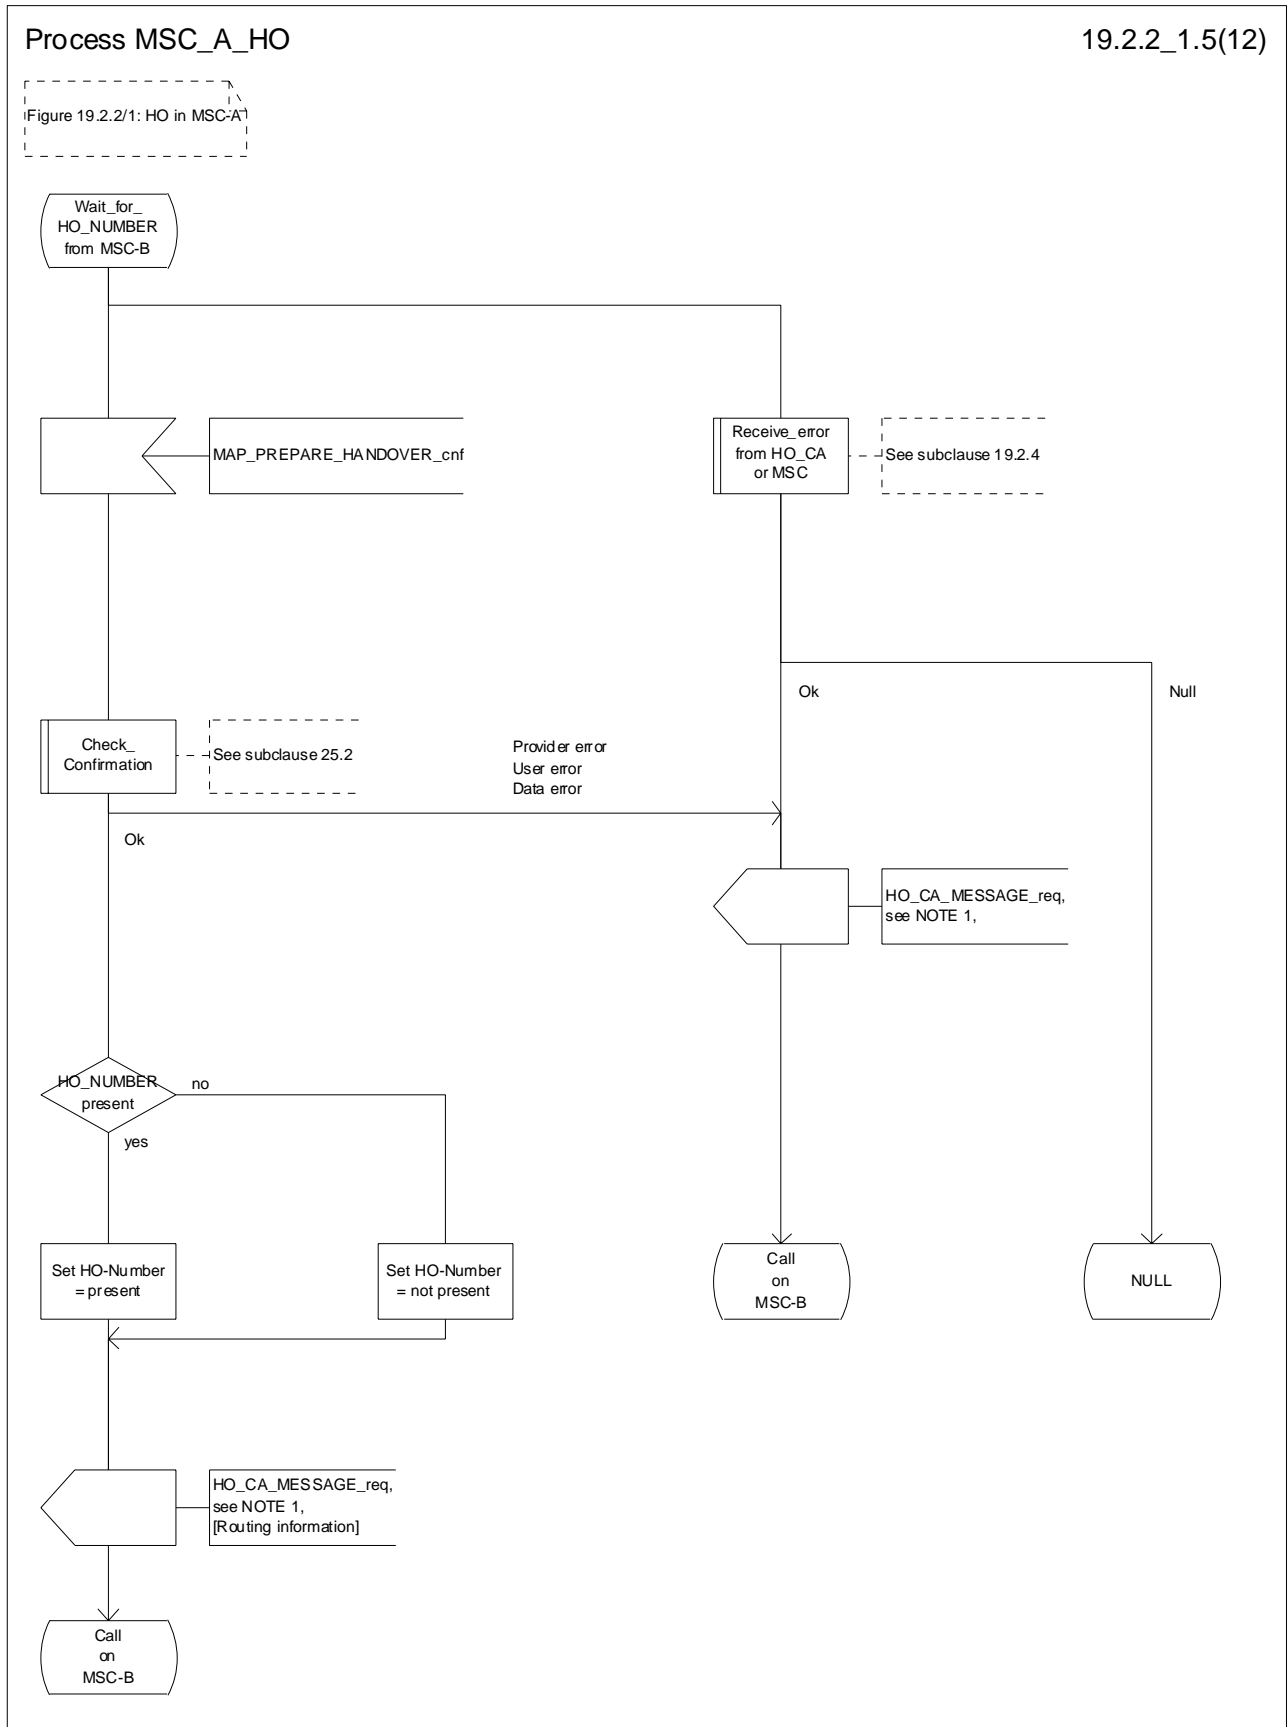 Process MSC_A_HO
19.2.2_1.5(12)
Figure 19.2.2/1: HO in MSC-A
Wait_for_
HO_NUMBER
from MSC-B
MAP_PREPARE_HANDOVER_cnf
Receive_error
from HO_CA
or MSC
See subclause 19.2.4
Ok
Null
Check_
Confirmation
See subclause 25.2
Provider error
User error
Data error
Ok
HO_CA_MESSAGE_req,
see NOTE 1,
HO_NUMBER
present
no
yes
Set HO-Number
= present
Set HO-Number
= not present
Call
on
MSC-B
NULL
HO_CA_MESSAGE_req,
see NOTE 1,
[Routing information]
Call
on
MSC-B